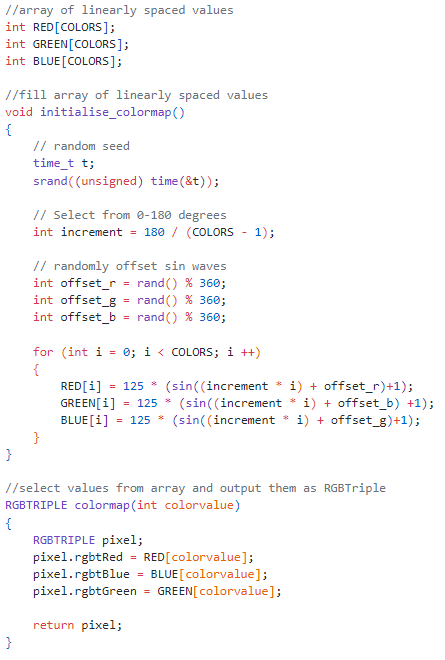 //array of linearly spaced values
int RED[COLORS];
int GREEN[COLORS];
int BLUE[COLORS];

//fill array of linearly spaced values
void initialise_colormap()
{
    // random seed
    time_t t;
    srand((unsigned) time(&t));

    // Select from 0-180 degrees
    int increment = 180 / (COLORS - 1);

    // randomly offset sin waves
    int offset_r = rand() % 360;
    int offset_g = rand() % 360;
    int offset_b = rand() % 360;

    for (int i = 0; i < COLORS; i ++)
    {
        RED[i] = 125 * (sin((increment * i) + offset_r)+1);
        GREEN[i] = 125 * (sin((increment * i) + offset_b) +1);
        BLUE[i] = 125 * (sin((increment * i) + offset_g)+1);
    }
}

//select values from array and output them as RGBTriple
RGBTRIPLE colormap(int colorvalue)
{
    RGBTRIPLE pixel;
    pixel.rgbtRed = RED[colorvalue];
    pixel.rgbtBlue = BLUE[colorvalue];
    pixel.rgbtGreen = GREEN[colorvalue];

    return pixel;
}